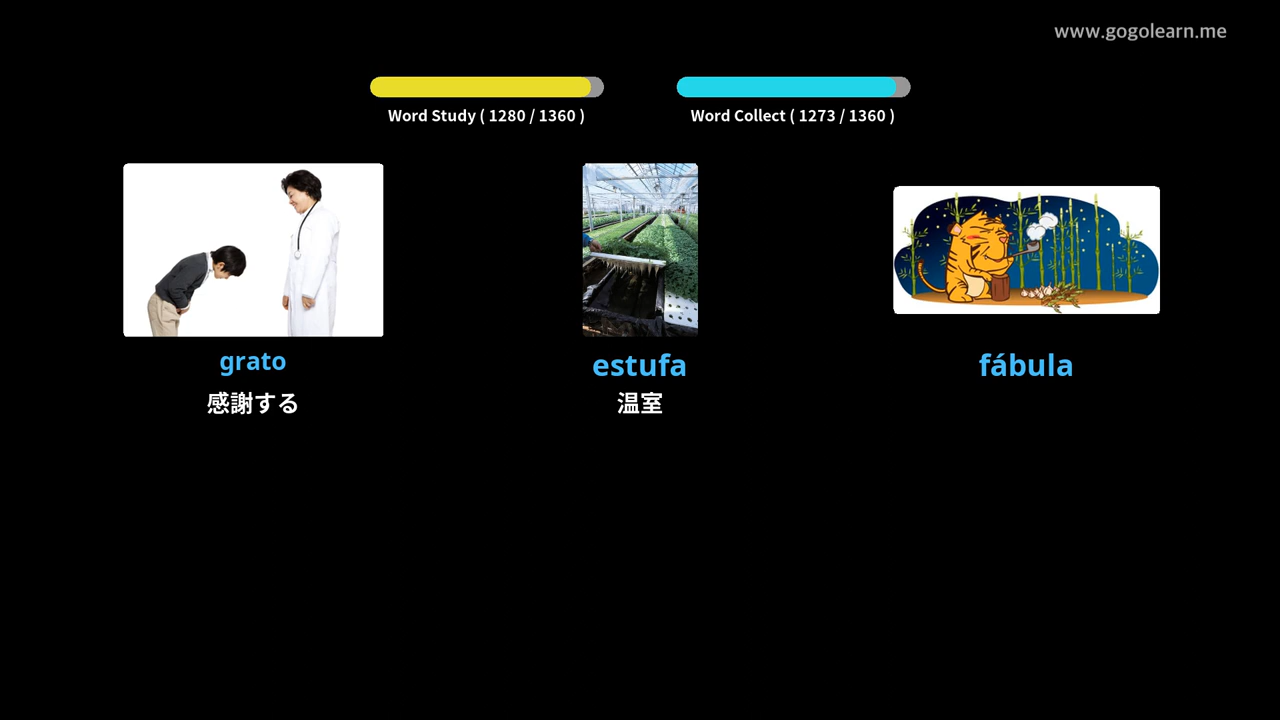 www.gogolearn.me
Word Study ( 1280 / 1360 )
Word Collect ( 1273 / 1360 )
grato
estufa
fábula
感謝する
温室